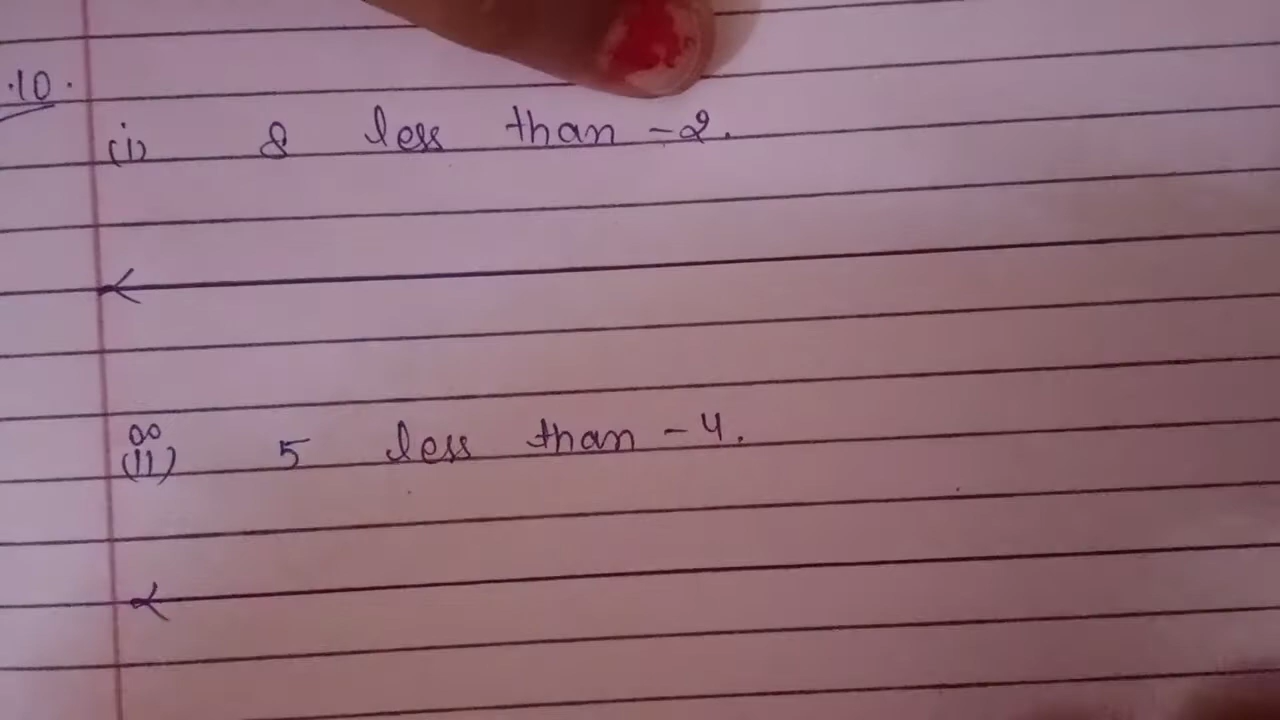 .10.
(i) 8 less than -2.
(ii) 5 less than -4.